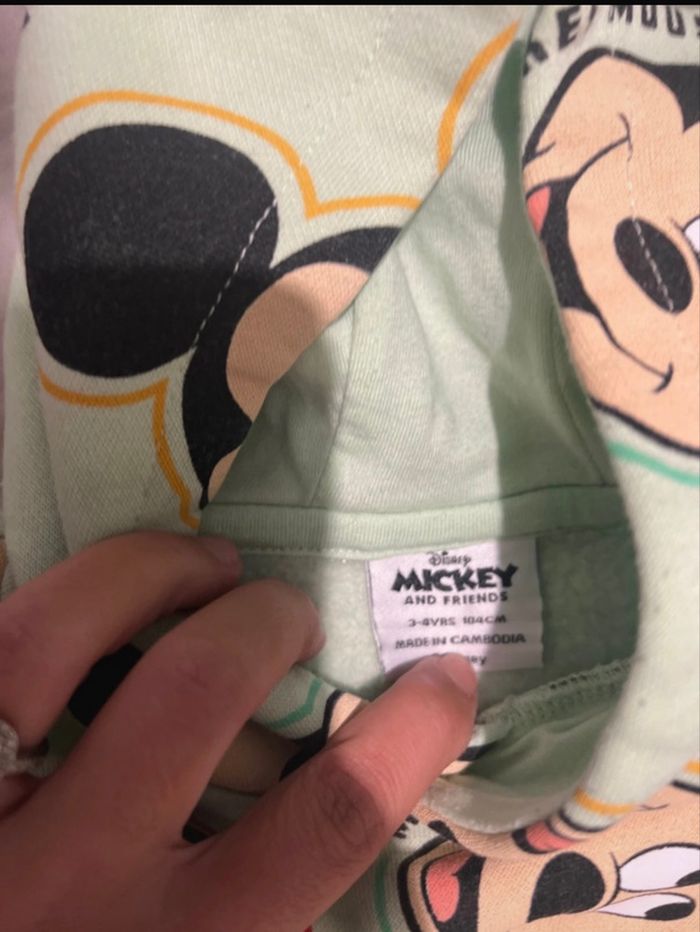 Disney
MICKEY
AND FRIENDS
3-4YRS 104CM
MADE IN CAMBODIA